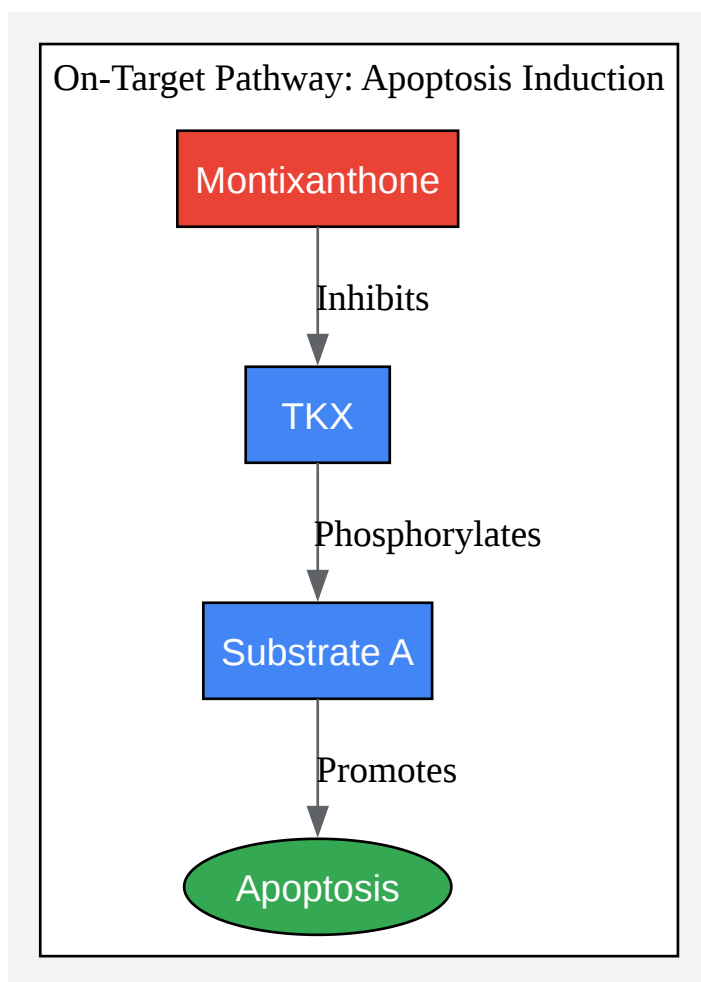 On-Target Pathway: Apoptosis Induction
Montixanthone
Inhibits
TKX
Phosphorylates
Substrate A
Promotes
Apoptosis